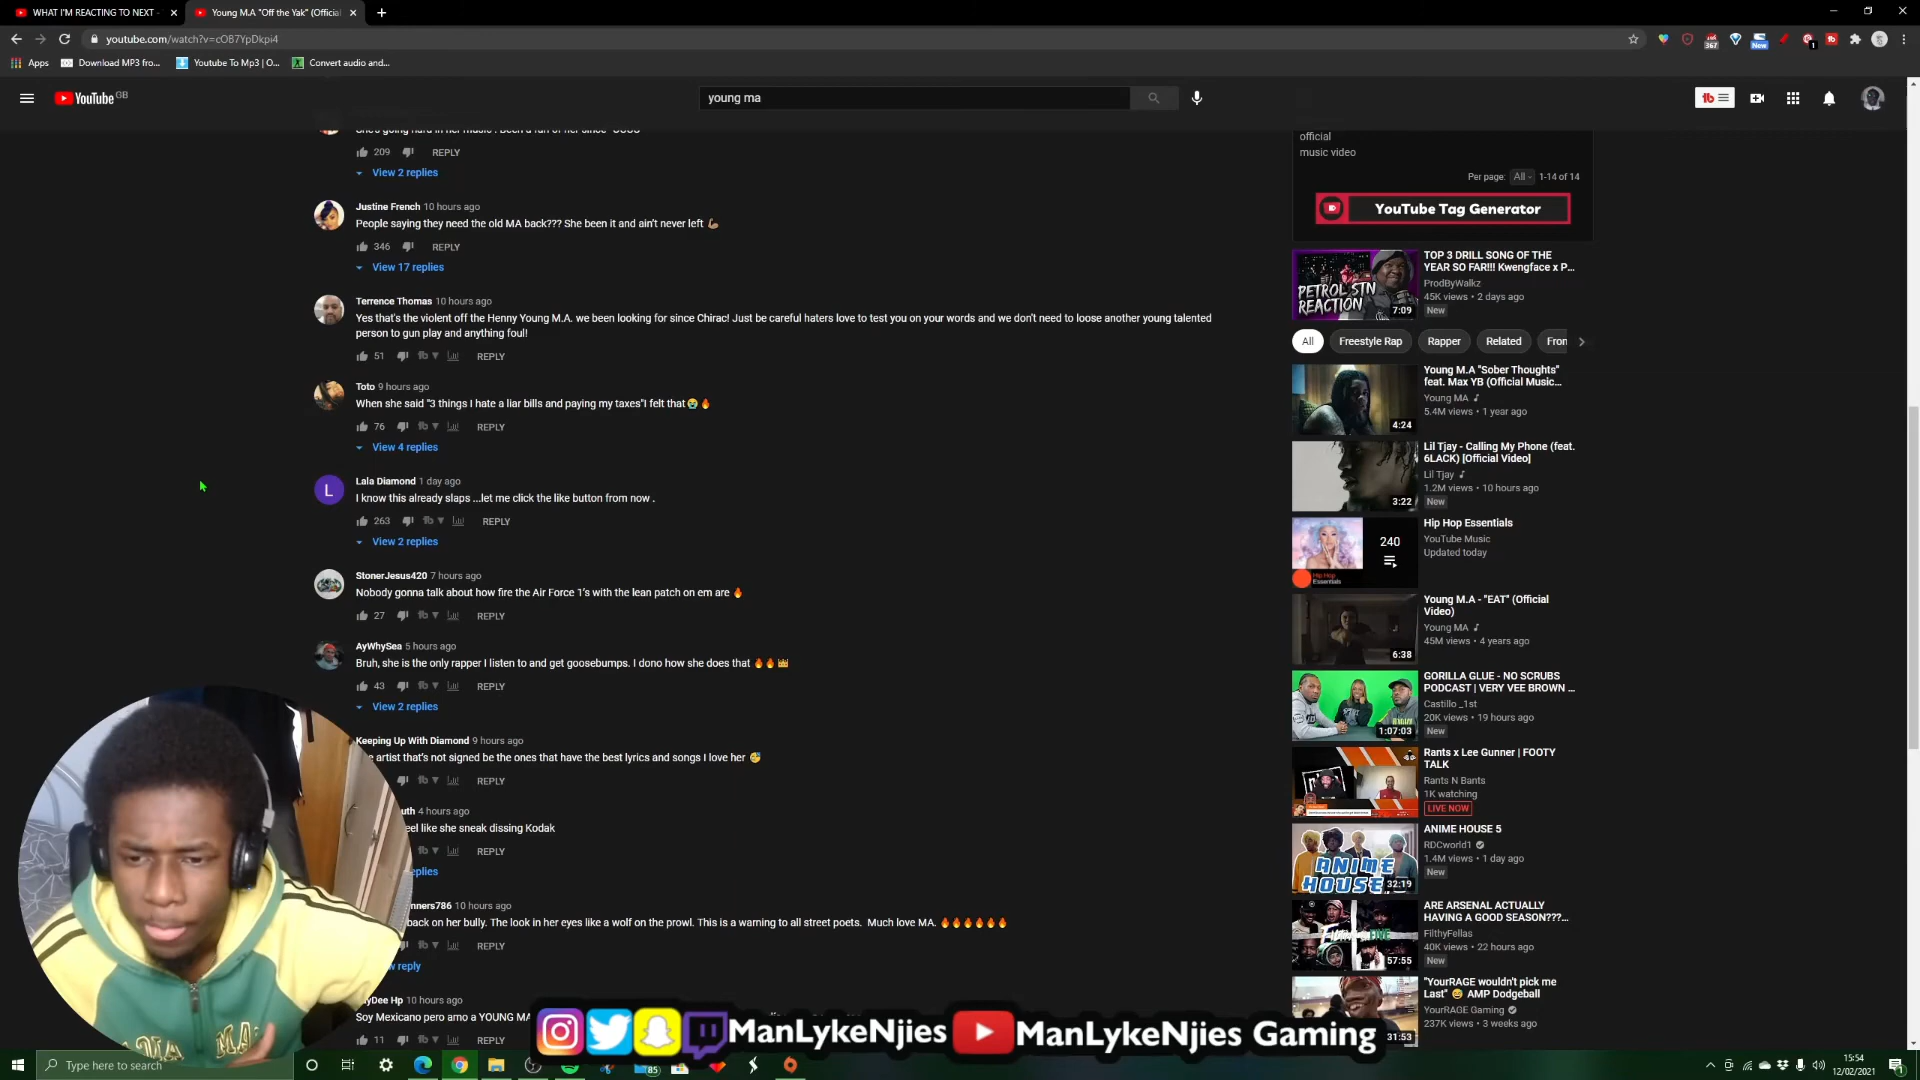 WHAT I'M REACTING TO NEXT -
Young M.A "Off the Yak" (Official
youtube.com/watch?v=cO87YpDkpi4
367
New
1
Apps
Download MP3 fro...
Youtube To Mp3 | O...
Convert audio and...
YouTube GB
young ma
209 REPLY
View 2 replies
Justine French 10 hours ago
People saying they need the old MA back??? She been it and ain't never left 💪🏽
346 REPLY
View 17 replies
Terrence Thomas 10 hours ago
Yes that's the violent off the Henny Young M.A. we been looking for since Chirac! Just be careful haters love to test you on your words and we don't need to loose another young talented
person to gun play and anything foul!
51 REPLY
Toto 9 hours ago
When she said "3 things I hate a liar bills and paying my taxes"I felt that😭🔥
76 REPLY
View 4 replies
Lala Diamond 1 day ago
I know this already slaps ...let me click the like button from now .
263 REPLY
View 2 replies
StonerJesus420 7 hours ago
Nobody gonna talk about how fire the Air Force 1's with the lean patch on em are 🔥
27 REPLY
AyWhySea 5 hours ago
Bruh, she is the only rapper I listen to and get goosebumps. I dono how she does that 🔥🔥👑
43 REPLY
View 2 replies
Keeping Up With Diamond 9 hours ago
artist that's not signed be the ones that have the best lyrics and songs I love her
REPLY
uth 4 hours ago
eel like she sneak dissing Kodak
REPLY
eplies
nners786 10 hours ago
back on her bully. The look in her eyes like a wolf on the prowl. This is a warning to all street poets. Much love MA. 🔥🔥🔥🔥🔥🔥
REPLY
w reply
yDee Hp 10 hours ago
Soy Mexicano pero amo a YOUNG MA
11 REPLY
official
music video
Per page: All 1-14 of 14
YouTube Tag Generator
PETROL STN
REACTION
7:09
TOP 3 DRILL SONG OF THE
YEAR SO FAR!!! Kwengface x P...
ProdByWalkz
45K views • 2 days ago
New
All Freestyle Rap Rapper Related Fron
4:24
Young M.A "Sober Thoughts"
feat. Max YB (Official Music...
Young MA
5.4M views • 1 year ago
3:22
Lil Tjay - Calling My Phone (feat.
6LACK) [Official Video]
Lil Tjay
1.2M views • 10 hours ago
New
240
Hip Hop
Essentials
Hip Hop Essentials
YouTube Music
Updated today
6:38
Young M.A - "EAT" (Official
Video)
Young MA
45M views • 4 years ago
1:07:03
GORILLA GLUE - NO SCRUBS
PODCAST | VERY VEE BROWN ...
Castillo _1st
20K views • 19 hours ago
New
Rants x Lee Gunner | FOOTY
TALK
Rants N Bants
1K watching
LIVE NOW
ANIME
HOUSE
32:19
ANIME HOUSE 5
RDCworld1
1.4M views • 1 day ago
New
57:55
ARE ARSENAL ACTUALLY
HAVING A GOOD SEASON???...
FilthyFellas
40K views • 22 hours ago
New
31:53
"YourRAGE wouldn't pick me
Last" 😅 AMP Dodgeball
YourRAGE Gaming
237K views • 3 weeks ago
ManLykeNjies ManLykeNjies Gaming
Type here to search
85
15:54
12/02/2021
1